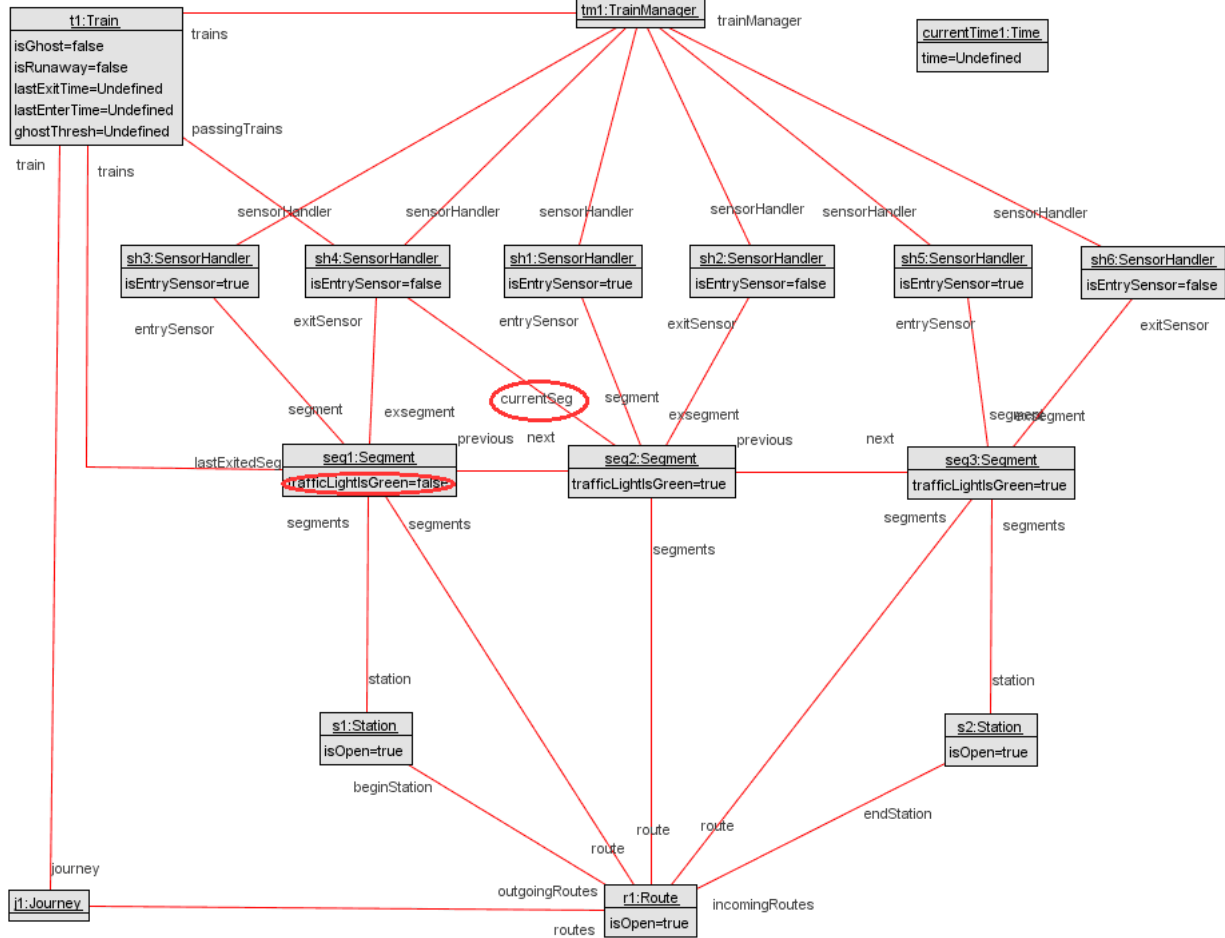 t1:Train
isGhost=false
isRunaway=false
lastExitTime=Undefined
lastEnterTime=Undefined
ghostThresh=Undefined
trains
tm1:TrainManager
trainManager
currentTime1:Time
time=Undefined
passingTrains
train
trains
sensorHandler
sensorHandler
sensorHandler
sensorHandler
sensorHandler
sensorHandler
sh3:SensorHandler
isEntrySensor=true
sh4:SensorHandler
isEntrySensor=false
sh1:SensorHandler
isEntrySensor=true
sh2:SensorHandler
isEntrySensor=false
sh5:SensorHandler
isEntrySensor=true
sh6:SensorHandler
isEntrySensor=false
entrySensor
exitSensor
entrySensor
exitSensor
entrySensor
exitSensor
segment
exsegment
currentSeg
segment
exsegment
segment
exsegment
previous
next
previous
next
lastExitedSeg
seg1:Segment
trafficLightIsGreen=false
seg2:Segment
trafficLightIsGreen=true
seg3:Segment
trafficLightIsGreen=true
segments
segments
segments
segments
segments
station
station
s1:Station
isOpen=true
s2:Station
isOpen=true
beginStation
endStation
route
route
route
journey
j1:Journey
outgoingRoutes
routes
r1:Route
isOpen=true
incomingRoutes